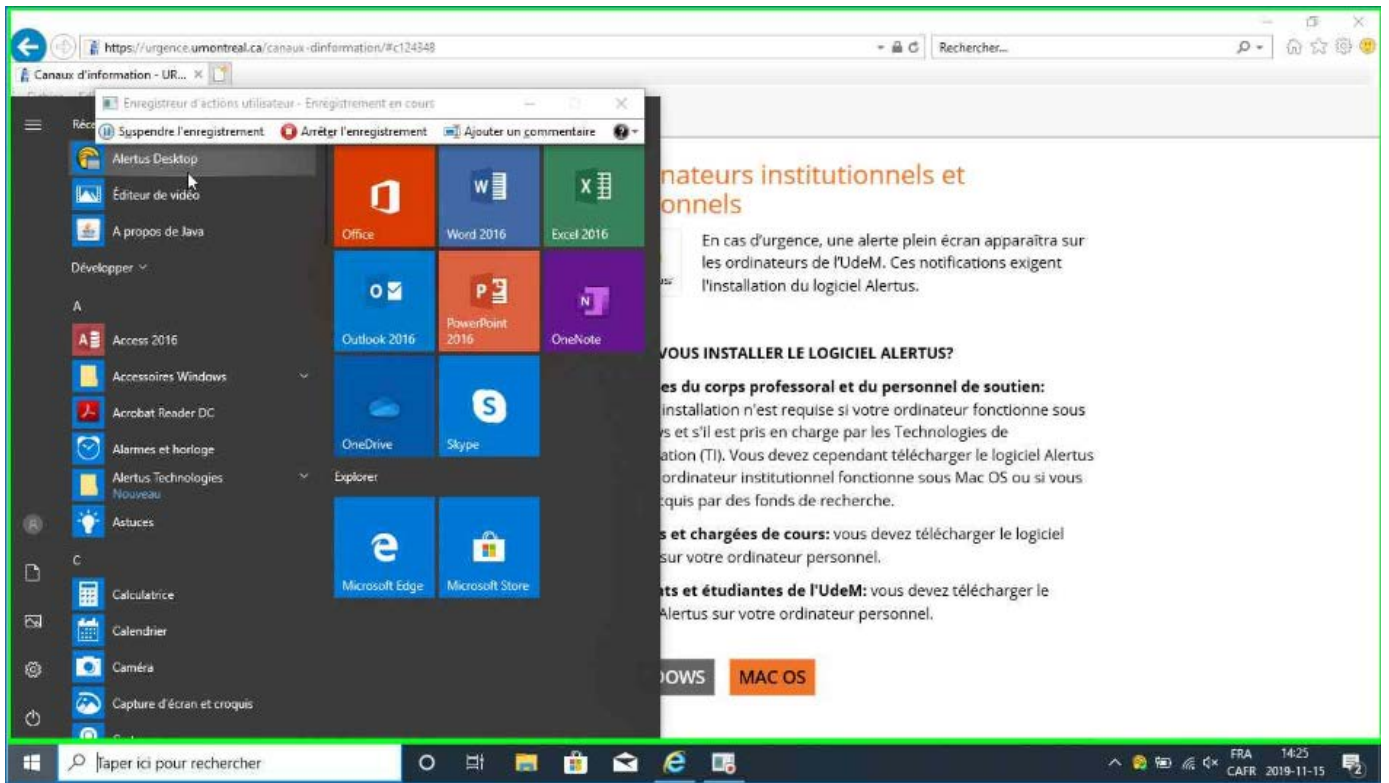 https://urgence.umontreal.ca/canaux-dinformation/#c124348
Rechercher...
Canaux d'information - UR...
Enregistreur d'actions utilisateur - Enregistrement en cours
Suspendre l'enregistrement
Arrêter l'enregistrement
Ajouter un commentaire
Alertus Desktop
Éditeur de vidéo
A propos de Java
Développer
A
Access 2016
Accessoires Windows
Acrobat Reader DC
Alarmes et horloge
Alertus Technologies
Nouveau
Astuces
C
Calculatrice
Calendrier
Caméra
Capture d'écran et croquis
Office
Word 2016
Excel 2016
Outlook 2016
PowerPoint
2016
OneNote
OneDrive
Skype
Explorer
Microsoft Edge
Microsoft Store
nateurs institutionnels et
onnels
En cas d'urgence, une alerte plein écran apparaîtra sur
les ordinateurs de l'UdeM. Ces notifications exigent
l'installation du logiciel Alertus.
VOUS INSTALLER LE LOGICIEL ALERTUS?
es du corps professoral et du personnel de soutien:
installation n'est requise si votre ordinateur fonctionne sous
vs et s'il est pris en charge par les Technologies de
ation (TI). Vous devez cependant télécharger le logiciel Alertus
ordinateur institutionnel fonctionne sous Mac OS ou si vous
cquis par des fonds de recherche.
s et chargées de cours: vous devez télécharger le logiciel
sur votre ordinateur personnel.
ts et étudiantes de l'UdeM: vous devez télécharger le
Alertus sur votre ordinateur personnel.
DOWS
MAC OS
Taper ici pour rechercher
FRA
CAFR
14:25
2019-11-15